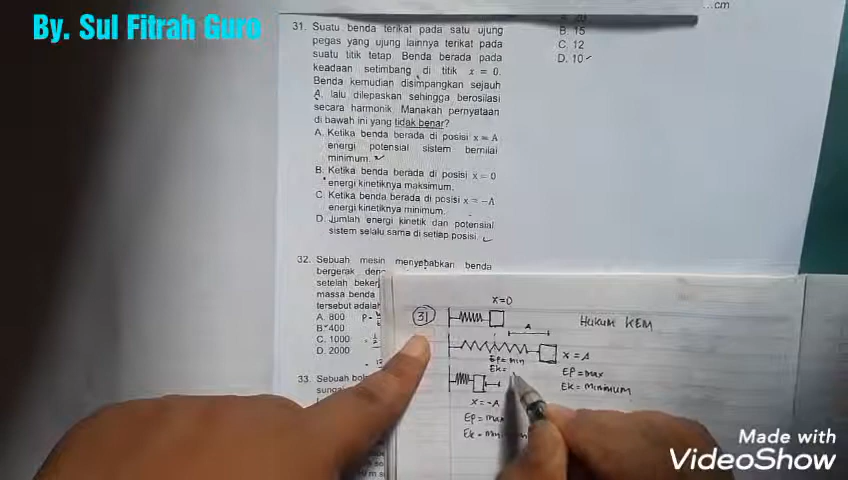 By. Sul Fitrah Guro
...cm
31. Suatu benda terikat pada satu ujung
pegas yang ujung lainnya terikat pada
suatu titik tetap. Benda berada pada
keadaan setimbang di titik x = 0.
Benda kemudian disimpangkan sejauh
A. lalu dilepaskan sehingga berosilasi
secara harmonik. Manakah pernyataan
di bawah ini yang tidak benar?
A. Ketika benda berada di posisi x = A
energi potensial sistem bernilai
minimum.
B. Ketika benda berada di posisi x = 0
energi kinetiknya maksimum.
C. Ketika benda berada di posisi x = -A
energi kinetiknya minimum.
D. Jumlah energi kinetik dan potensial
sistem selalu sama di setiap posisi.
32. Sebuah mesin menyebabkan benda
bergerak
setelah
massa benda
tersebut
A. 800
B. 400
C. 1000
D. 2000
33. Sebuah
B. 15
C. 12
D. 10
31
x=0
A
Hukum KEM
x = A
EP = min
EK =
EP = max
EK = minimum
x = -A
EP = max
EK =
Made with
VideoShow